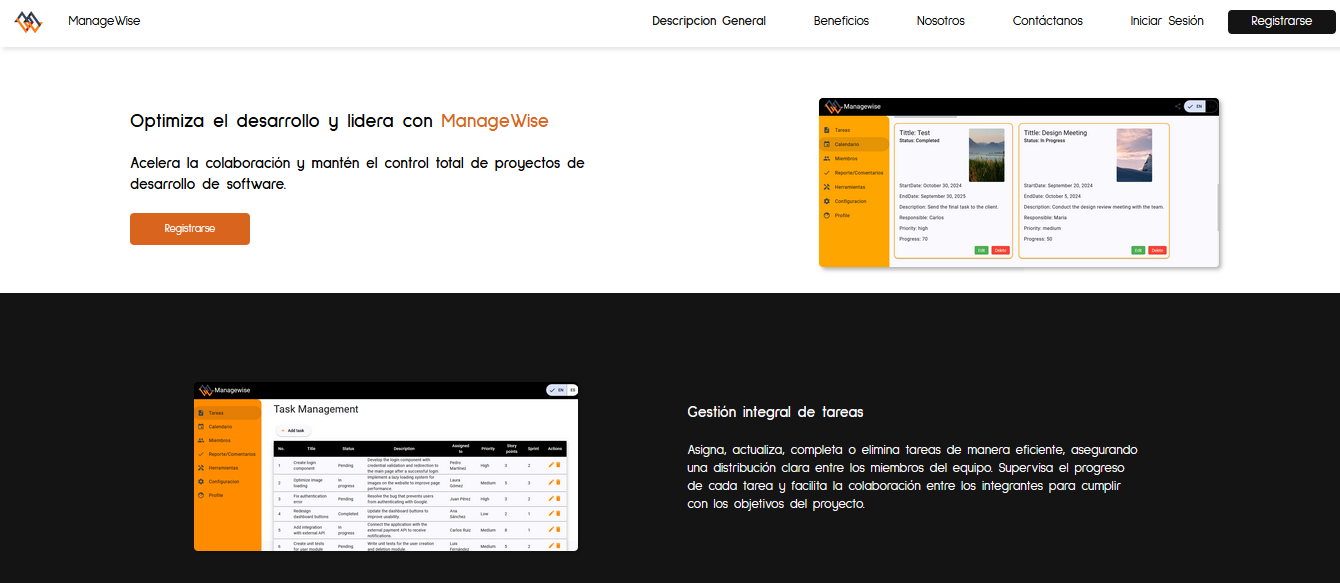 ManageWise
Descripcion General
Beneficios
Nosotros
Contáctanos
Iniciar Sesión
Registrarse
Optimiza el desarrollo y lidera con ManageWise
Acelera la colaboración y mantén el control total de proyectos de
desarrollo de software.
Registrarse
Managewise
EN
Tareas
Calendario
Miembros
Reporte/Comentarios
Herramientas
Configuracion
Profile
Tittle: Test
Status: Completed
StartDate: October 30, 2024
EndDate: September 30, 2025
Description: Send the final task to the client.
Responsible: Carlos
Priority: high
Progress: 70
Edit
Delete
Tittle: Design Meeting
Status: In Progress
StartDate: September 20, 2024
EndDate: October 5, 2024
Description: Conduct the design review meeting with the team.
Responsible: Maria
Priority: medium
Progress: 50
Edit
Delete
Managewise
EN
ES
Tareas
Calendario
Miembros
Reporte/Comentarios
Herramientas
Configuracion
Profile
Task Management
+ Add task
No. Title Status Description Assigned to Priority Story points Sprint Actions
1 Create login component Pending Develop the login component with credential validation and redirection to the main page after a successful login. Pedro Martínez High 3 2
2 Optimize image loading In progress Implement a lazy loading system for images on the website to improve page performance. Laura Gómez Medium 5 3
3 Fix authentication error Pending Resolve the bug that prevents users from authenticating with Google. Juan Pérez High 3 2
4 Redesign dashboard buttons Completed Update the dashboard buttons to improve usability. Ana Sánchez Low 2 1
5 Add integration with external API In progress Connect the application with the external payment API to receive notifications. Carlos Ruiz Medium 8 1
6 Create unit tests for user module Pending Write unit tests for the user creation and deletion module. Luis Fernández Medium 5 2
Gestión integral de tareas
Asigna, actualiza, completa o elimina tareas de manera eficiente, asegurando
una distribución clara entre los miembros del equipo. Supervisa el progreso
de cada tarea y facilita la colaboración entre los integrantes para cumplir
con los objetivos del proyecto.